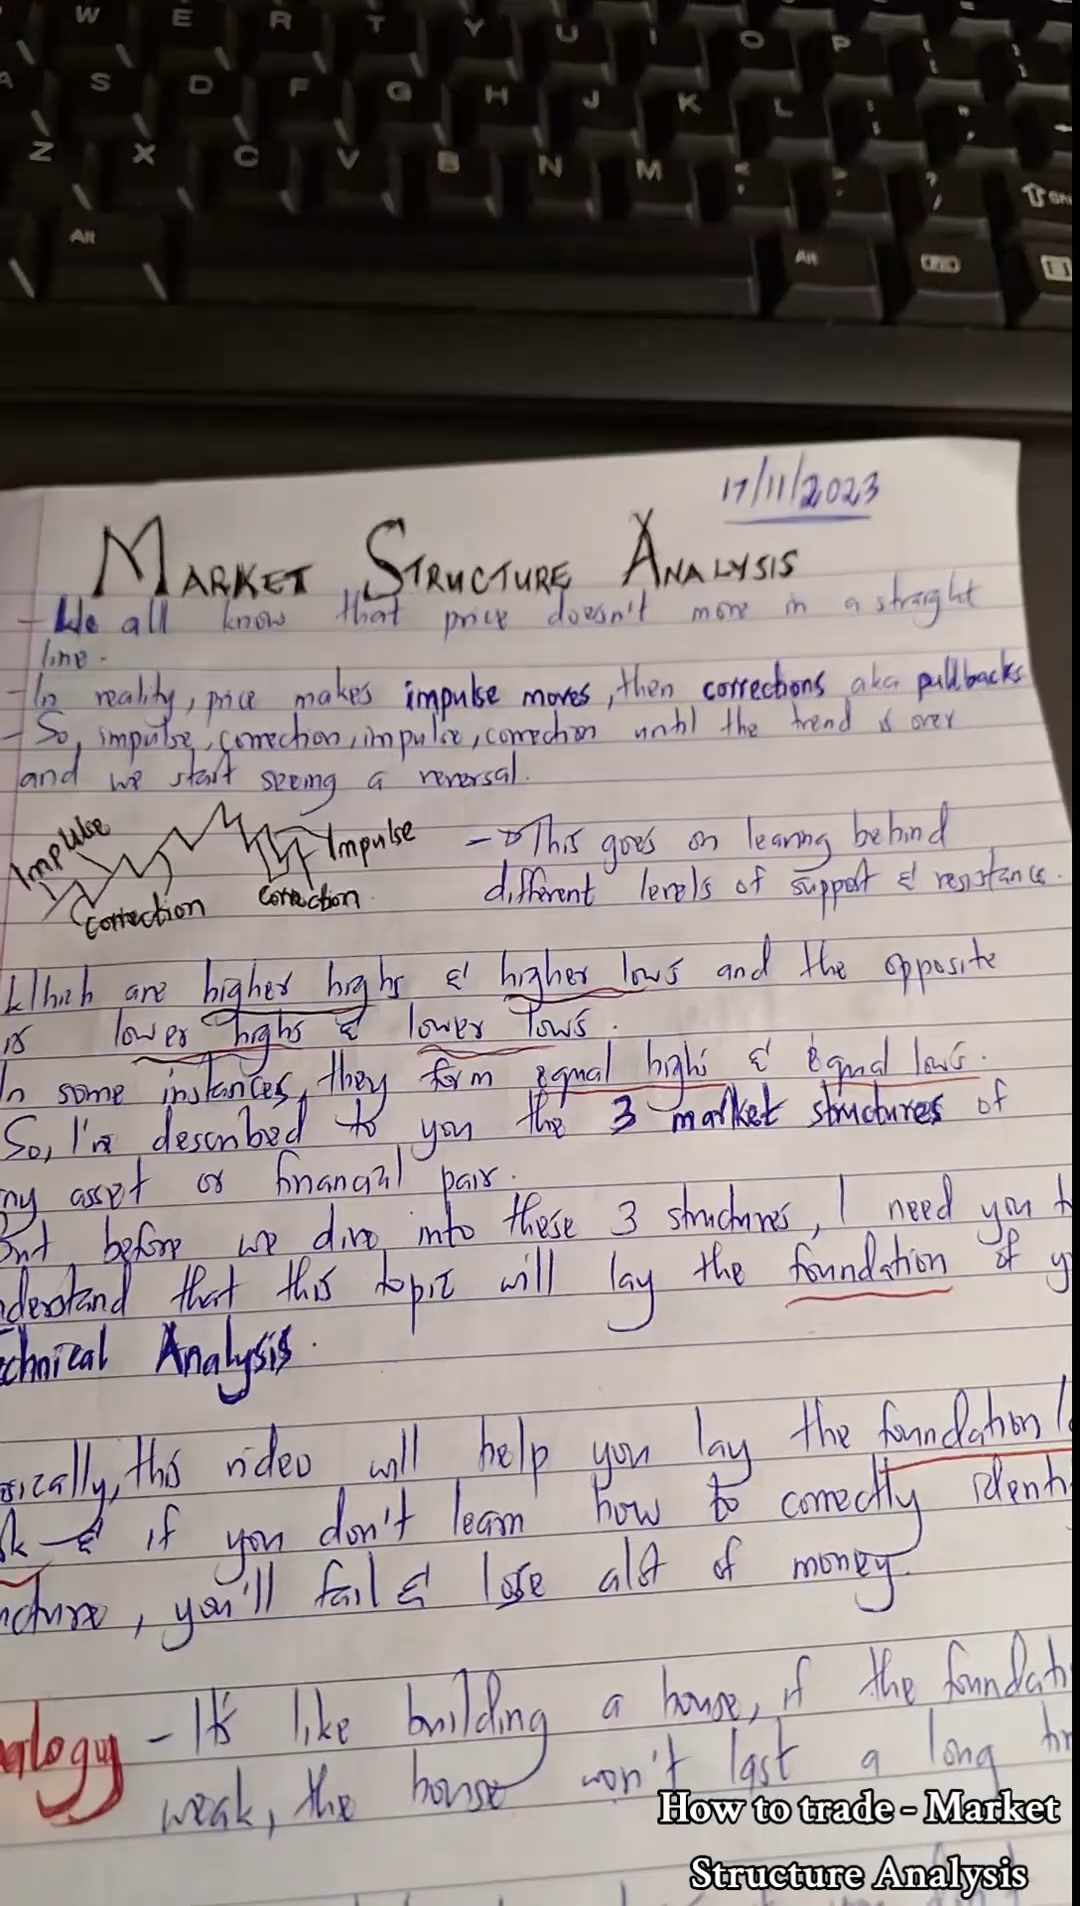 W E R T Y U I O P
A S D F G H J K L ;
Z X C V B N M < > ?
Alt Alt
17/11/2023
MARKET STRUCTURE ANALYSIS
- We all know that price doesn't move in a straight
line.
- In reality, price makes impulse moves, then corrections aka pullbacks
- So, impulse, correction, impulse, correction until the trend is over
and we start seeing a reversal.
Impulse
Correction
Impulse
Correction
- This goes on leaving behind
different levels of support & resistance.
Which are higher highs & higher lows and the opposite
is lower highs & lower lows.
In some instances, they form equal highs & equal lows.
So, I've described to you the 3 market structures of
ny asset or financial pair.
But before we dive into these 3 structures, I need you t
nderstand that this topic will lay the foundation of y
echnical Analysis.
sically, this video will help you lay the foundation
& if you don't learn how to correctly identi
ucture, you'll fail & lose alot of money.
alogy - It's like building a house, if the foundati
weak, the house won't last a long
How to trade - Market
Structure Analysis